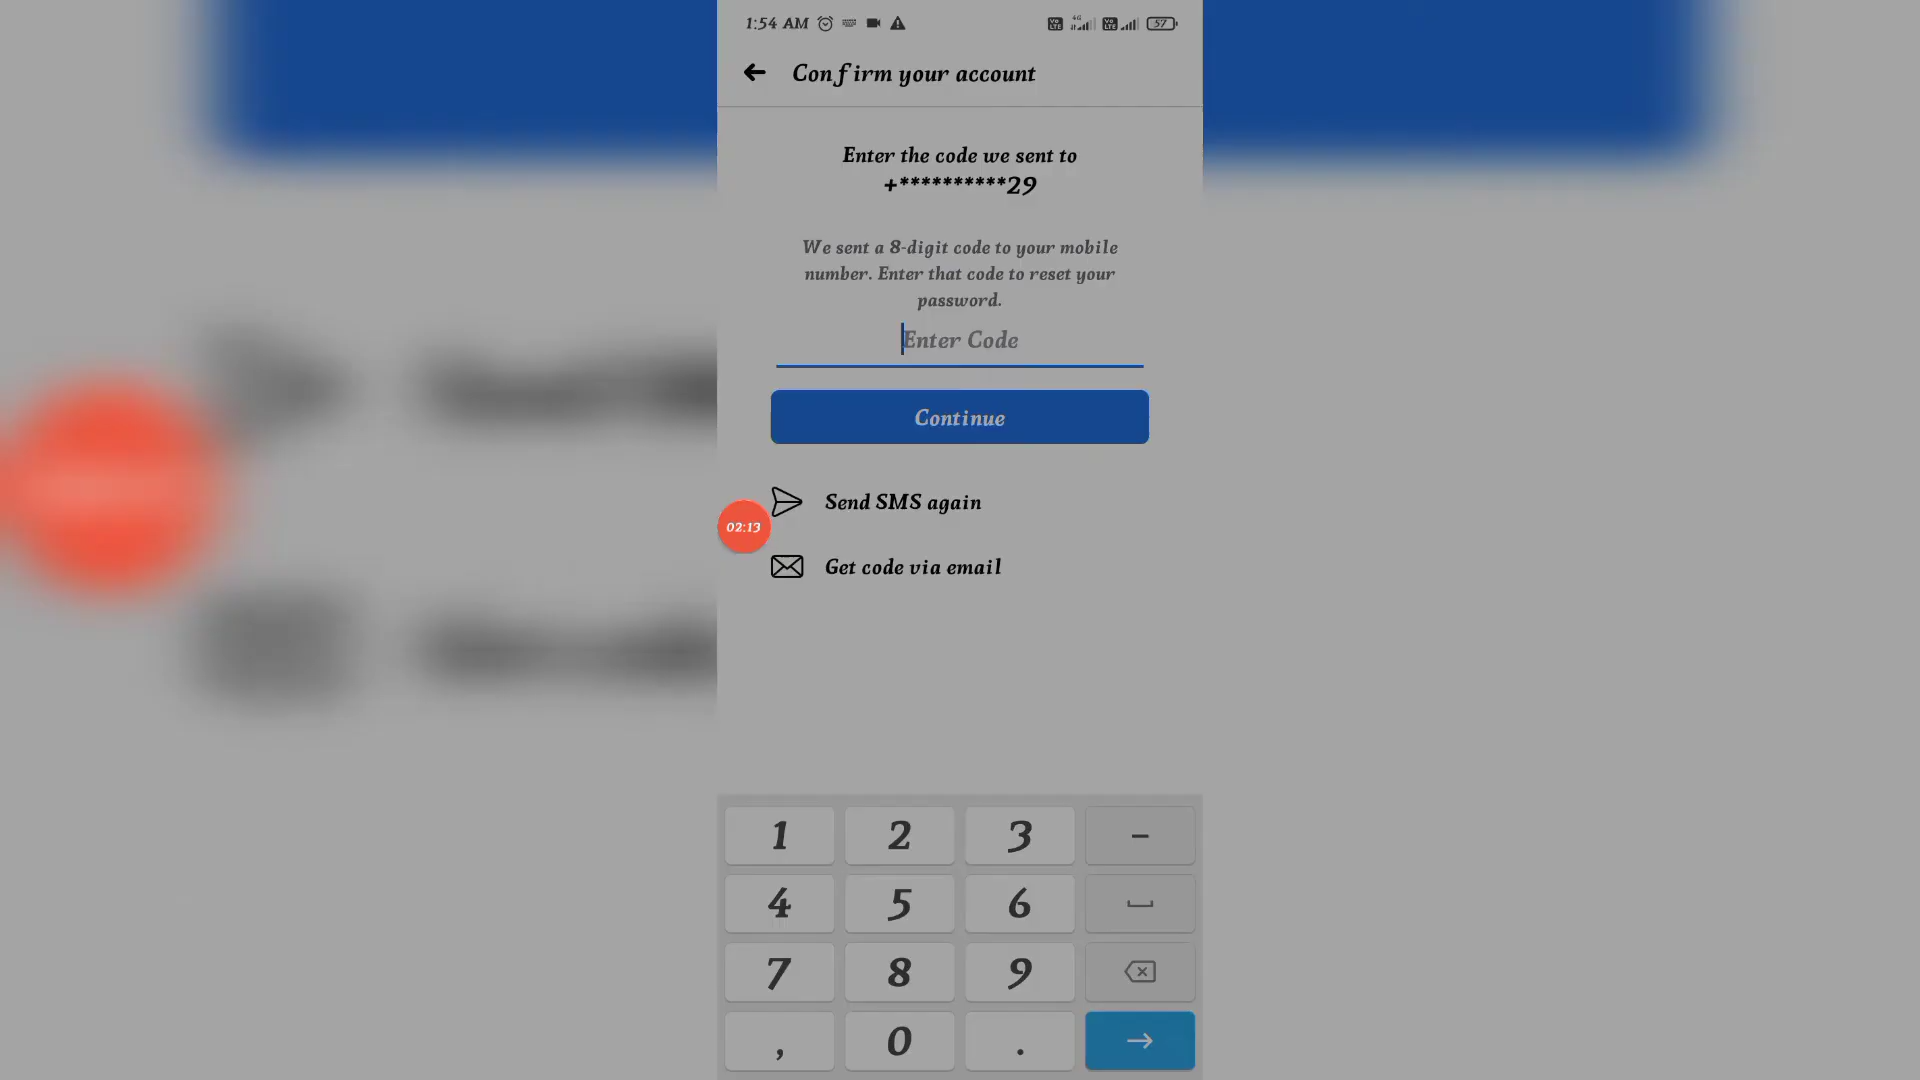 1:54 AM
57
Confirm your account
Enter the code we sent to
+**********29
We sent a 8-digit code to your mobile
number. Enter that code to reset your
password.
Enter Code
Continue
Send SMS again
02:13
Get code via email
1 2 3 -
4 5 6
7 8 9
, 0 .